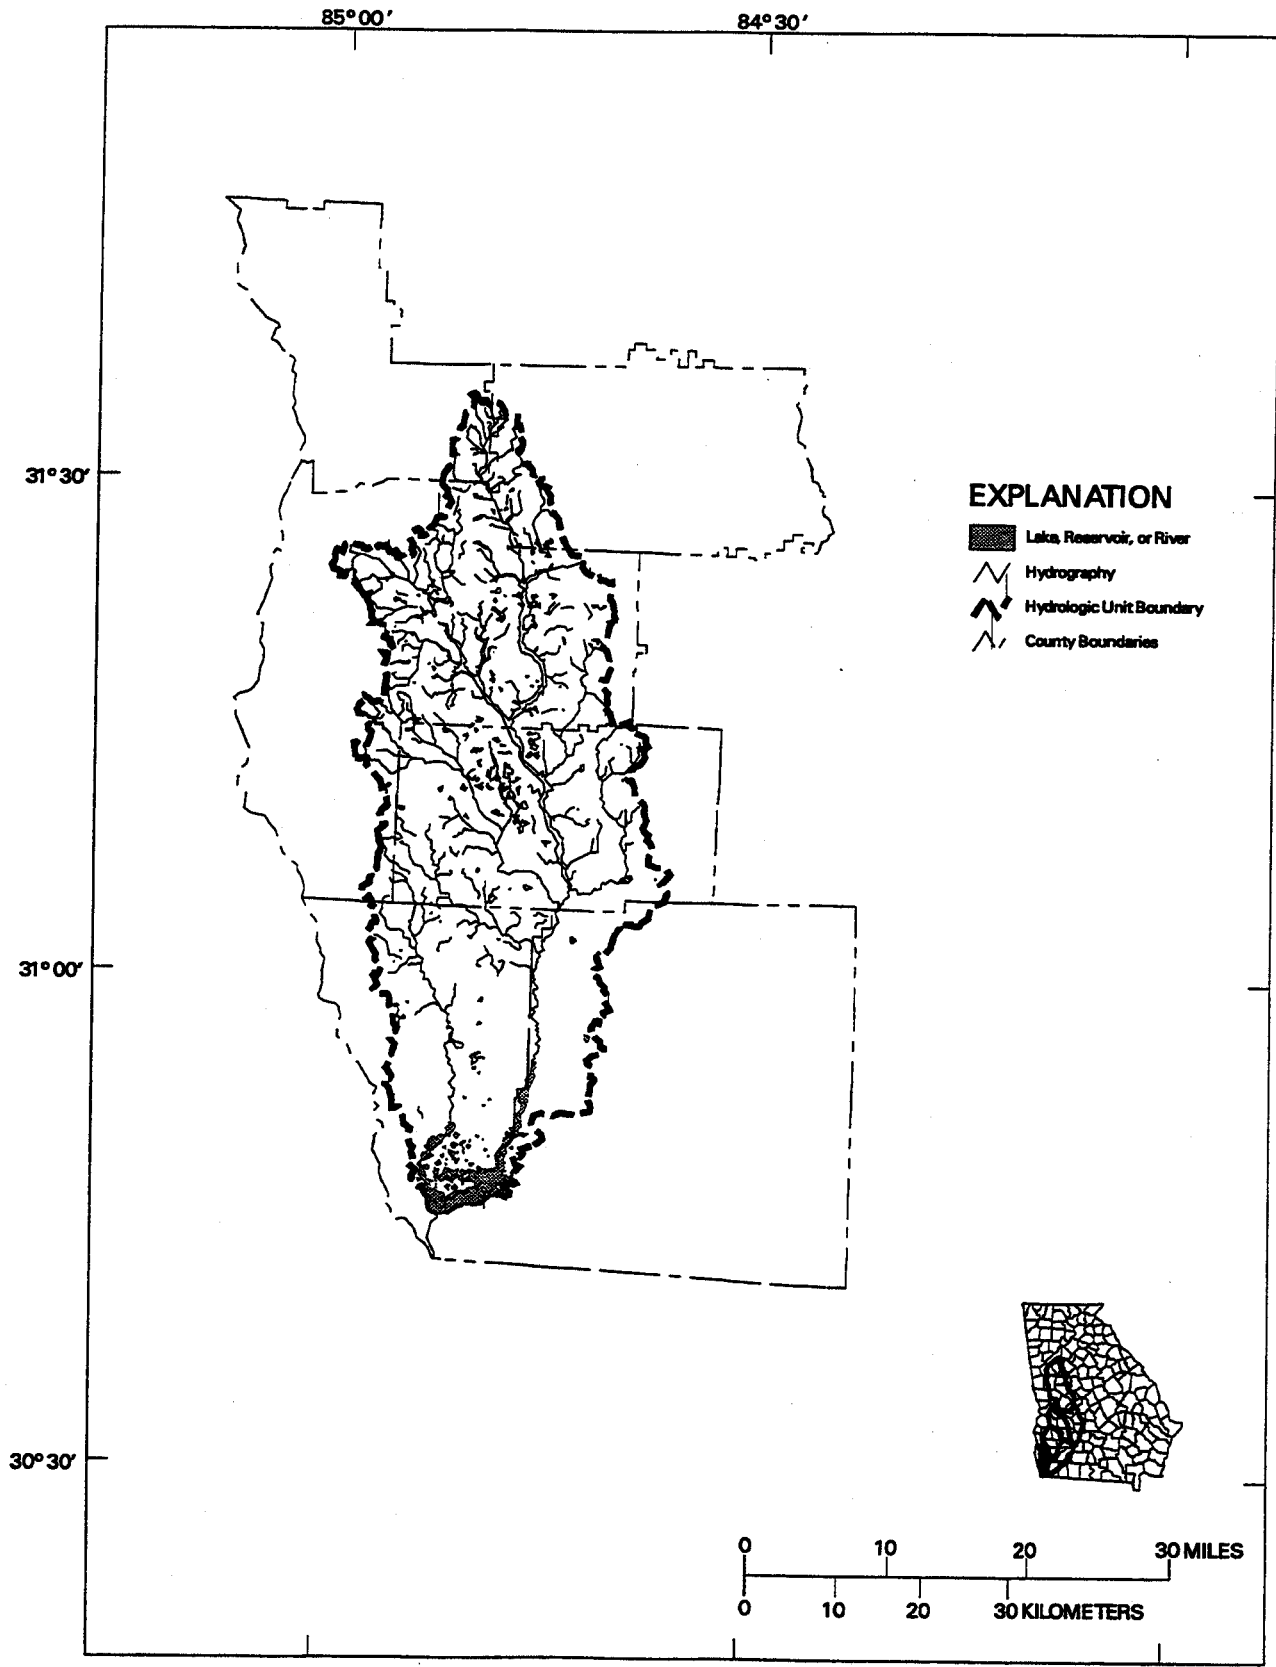 85°00′
84°30′
31°30′
EXPLANATION
Lake, Reservoir, or River
Hydrography
Hydrologic Unit Boundary
County Boundaries
31°00′
30°30′
0 10 20 30 MILES
0 10 20 30 KILOMETERS